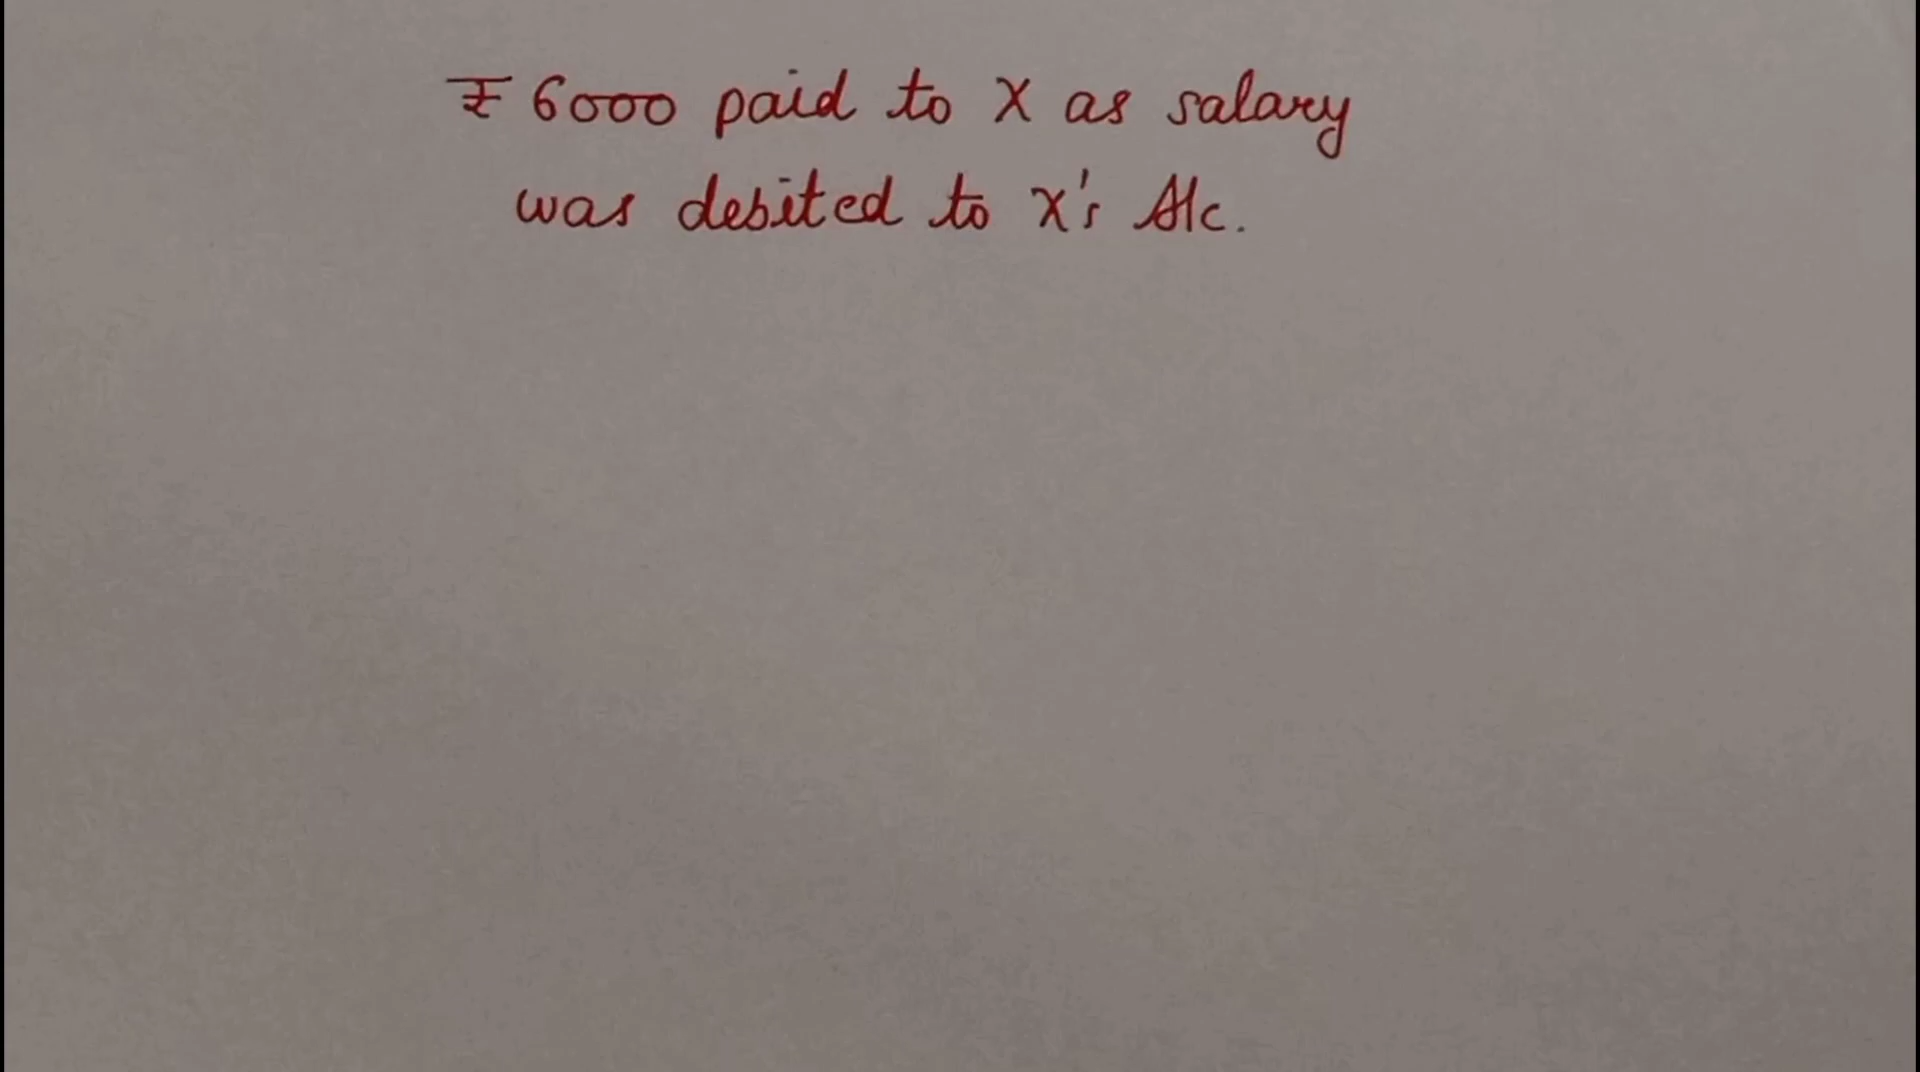 ₹ 6000 paid to X as salary
was debited to X's A/c.